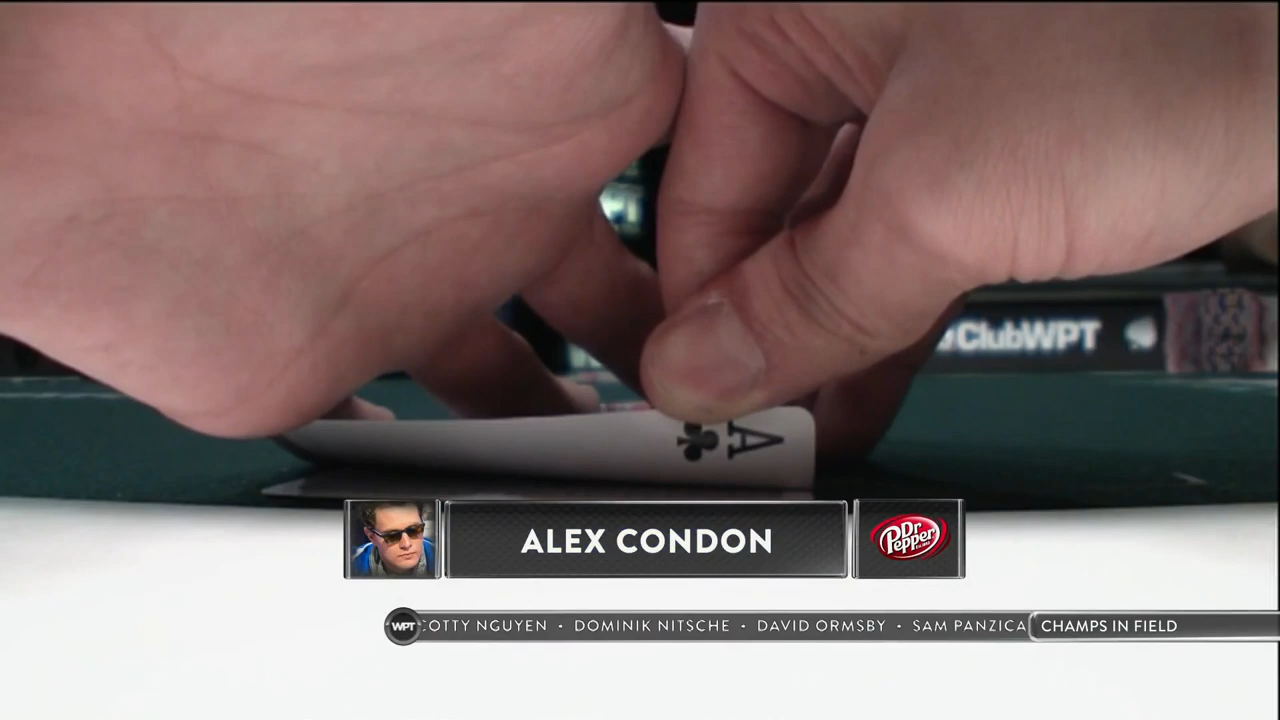 ClubWPT
A
ALEX CONDON
Dr Pepper
WPT
OTTY NGUYEN • DOMINIK NITSCHE • DAVID ORMSBY • SAM PANZICA
CHAMPS IN FIELD